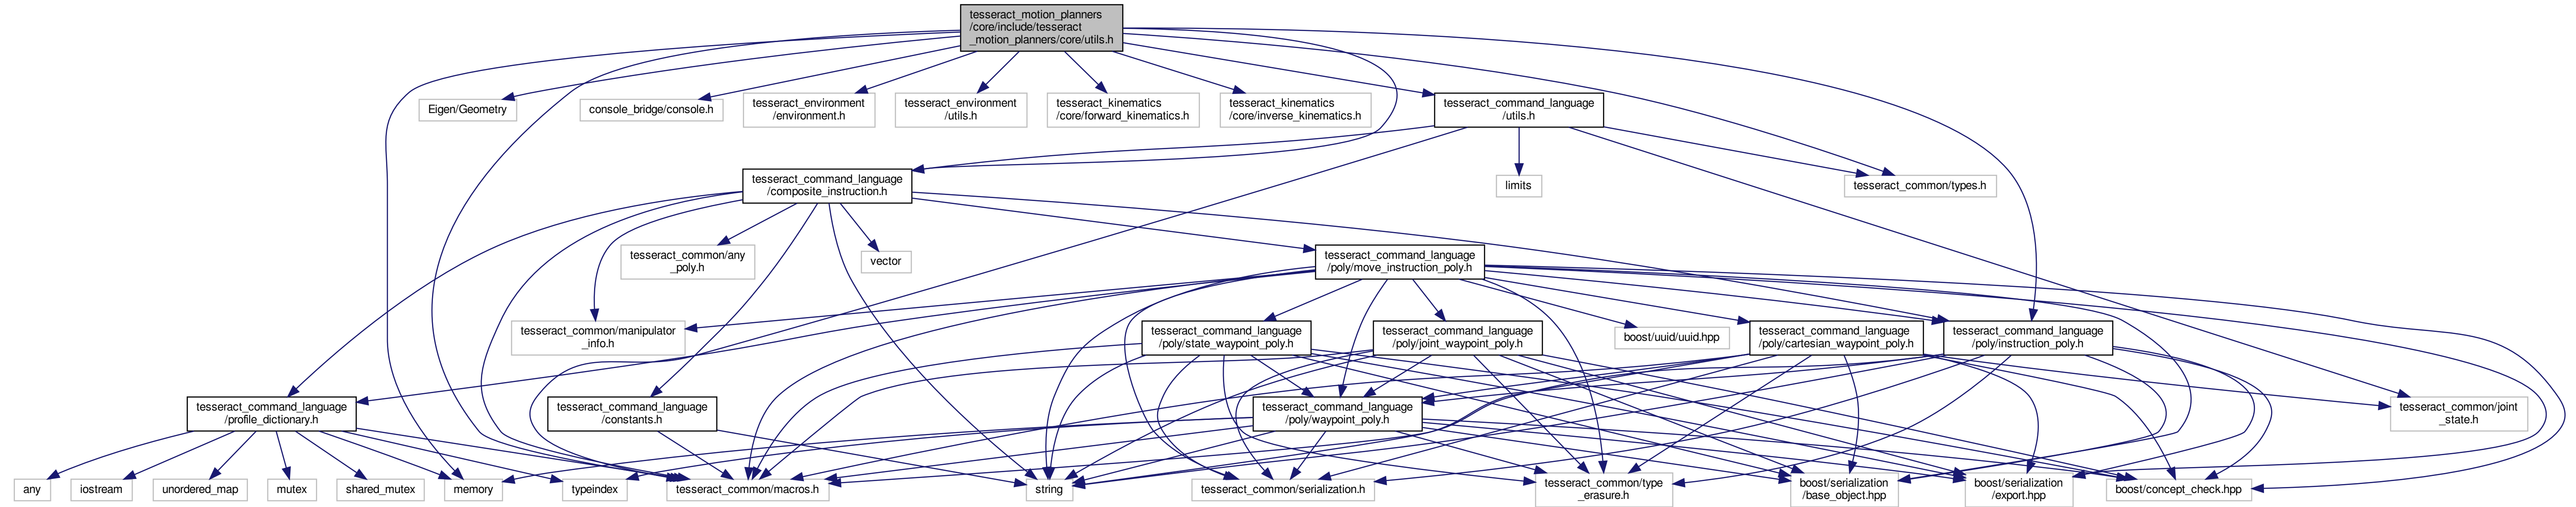 tesseract_motion_planners
/core/include/tesseract
_motion_planners/core/utils.h
Eigen/Geometry
console_bridge/console.h
tesseract_environment
/environment.h
tesseract_environment
/utils.h
tesseract_kinematics
/core/forward_kinematics.h
tesseract_kinematics
/core/inverse_kinematics.h
tesseract_command_language
/utils.h
tesseract_command_language
/composite_instruction.h
limits
tesseract_common/types.h
tesseract_common/any
_poly.h
vector
tesseract_command_language
/poly/move_instruction_poly.h
tesseract_common/manipulator
_info.h
tesseract_command_language
/poly/state_waypoint_poly.h
tesseract_command_language
/poly/joint_waypoint_poly.h
boost/uuid/uuid.hpp
tesseract_command_language
/poly/cartesian_waypoint_poly.h
tesseract_command_language
/poly/instruction_poly.h
tesseract_command_language
/profile_dictionary.h
tesseract_command_language
/constants.h
tesseract_command_language
/poly/waypoint_poly.h
tesseract_common/joint
_state.h
any
iostream
unordered_map
mutex
shared_mutex
memory
typeindex
tesseract_common/macros.h
string
tesseract_common/serialization.h
tesseract_common/type
_erasure.h
boost/serialization
/base_object.hpp
boost/serialization
/export.hpp
boost/concept_check.hpp